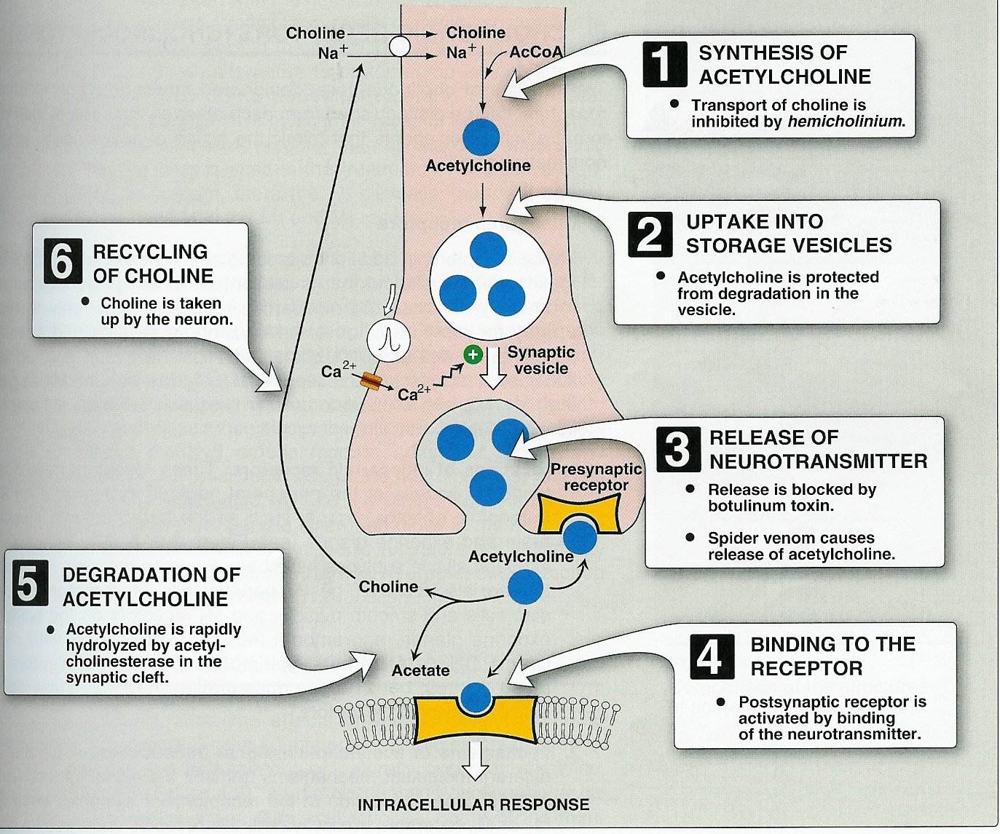 Choline
Na+
Choline
Na+
AcCoA
1
SYNTHESIS OF
ACETYLCHOLINE
• Transport of choline is
inhibited by hemicholinium.
Acetylcholine
2
UPTAKE INTO
STORAGE VESICLES
• Acetylcholine is protected
from degradation in the
vesicle.
6
RECYCLING
OF CHOLINE
• Choline is taken
up by the neuron.
+
Synaptic
vesicle
Ca2+
Ca2+
3
RELEASE OF
NEUROTRANSMITTER
• Release is blocked by
botulinum toxin.
• Spider venom causes
release of acetylcholine.
Presynaptic
receptor
Acetylcholine
Choline
5
DEGRADATION OF
ACETYLCHOLINE
• Acetylcholine is rapidly
hydrolyzed by acetyl-
cholinesterase in the
synaptic cleft.
Acetate
4
BINDING TO THE
RECEPTOR
• Postsynaptic receptor is
activated by binding
of the neurotransmitter.
INTRACELLULAR RESPONSE